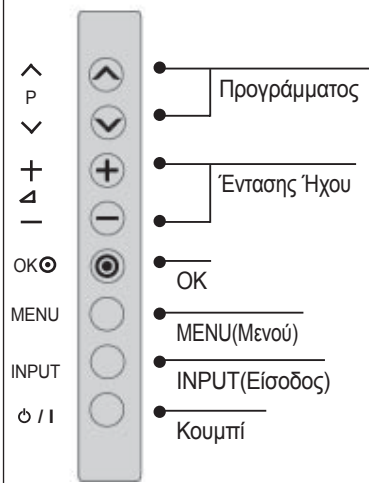 P
Προγράμματος
Έντασης Ήχου
OK
OK
MENU
MENU(Μενού)
INPUT
INPUT(Είσοδος)
/ I
Κουμπί